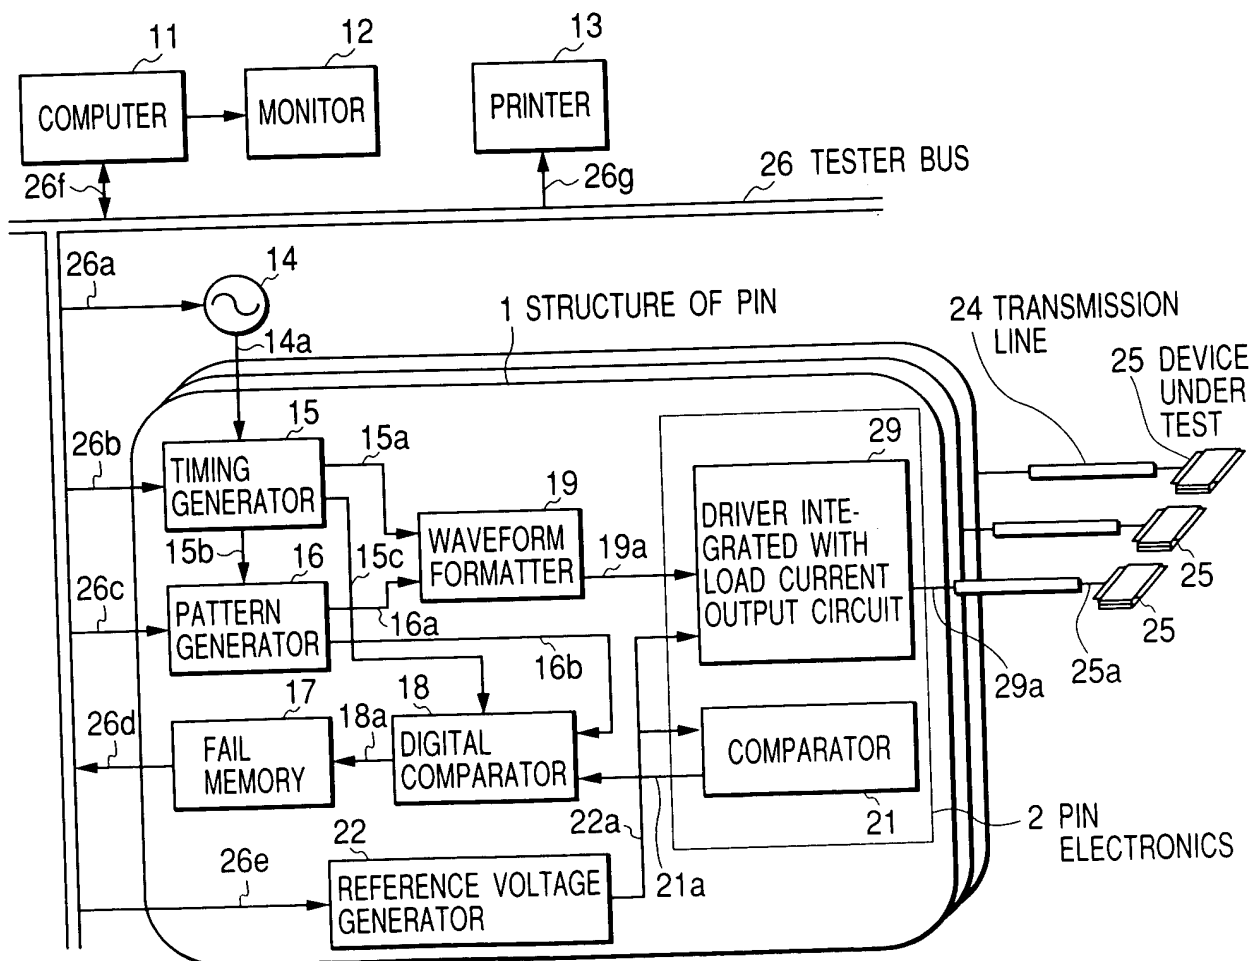 11
12
13
COMPUTER
MONITOR
PRINTER
26f
26g
26 TESTER BUS
26a
14
14a
1 STRUCTURE OF PIN
24 TRANSMISSION
LINE
25 DEVICE
UNDER
TEST
26b
15
15a
TIMING
GENERATOR
29
19
DRIVER INTE-
GRATED WITH
LOAD CURRENT
OUTPUT CIRCUIT
15b
16
15c
WAVEFORM
FORMATTER
19a
25
26c
PATTERN
GENERATOR
16a
16b
25
29a
25a
26d
17
18a
18
FAIL
MEMORY
DIGITAL
COMPARATOR
COMPARATOR
21
22a
21a
2 PIN
ELECTRONICS
26e
22
REFERENCE VOLTAGE
GENERATOR